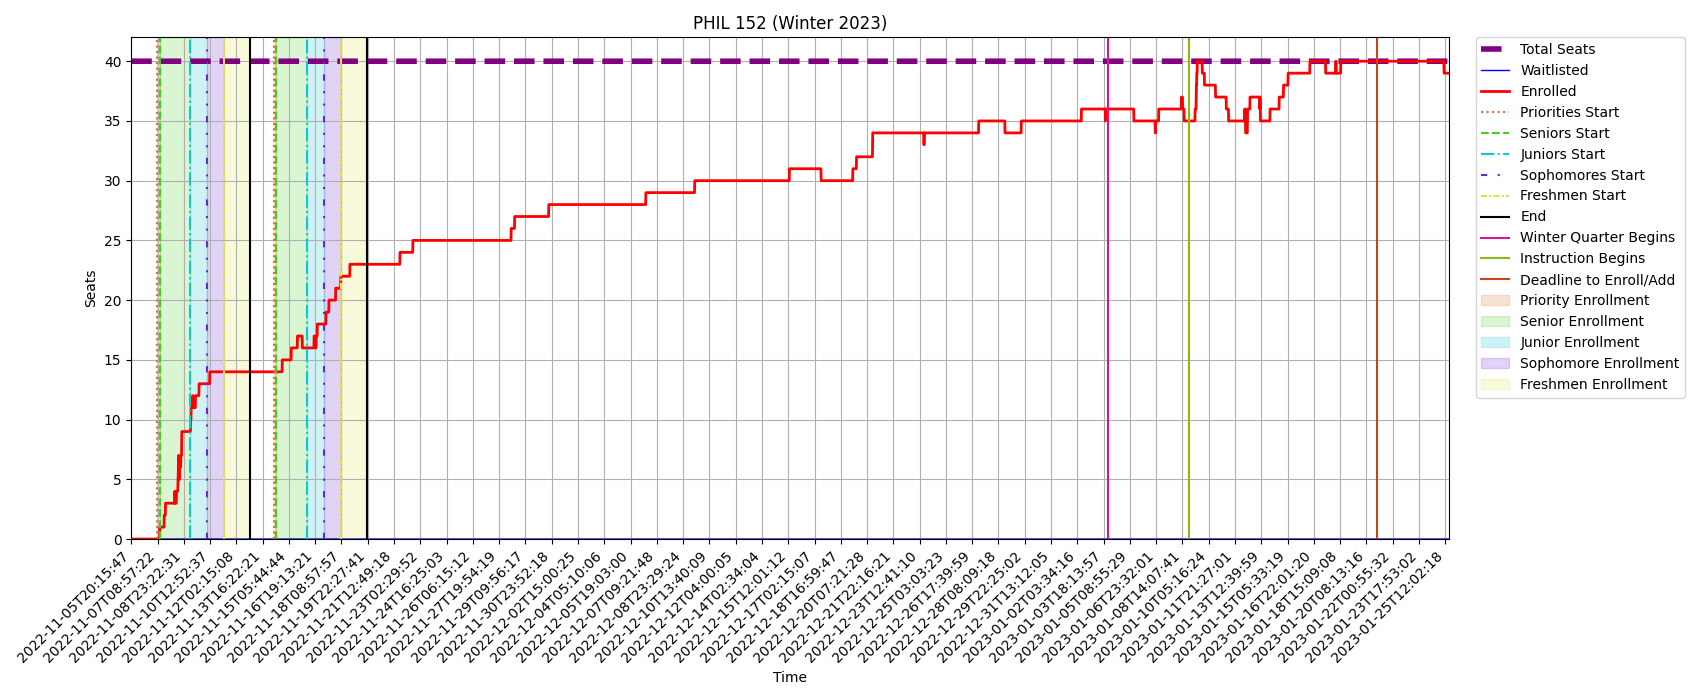 PHIL 152 (Winter 2023)
Seats
40
35
30
25
20
15
10
5
0
2022-11-05T20:15:47
2022-11-07T08:57:22
2022-11-08T23:22:31
2022-11-10T12:52:37
2022-11-12T02:15:08
2022-11-13T16:22:21
2022-11-15T05:44:44
2022-11-16T19:13:21
2022-11-18T08:57:57
2022-11-19T22:27:41
2022-11-21T12:49:18
2022-11-23T02:29:52
2022-11-24T16:25:03
2022-11-26T06:15:12
2022-11-27T19:54:19
2022-11-29T09:56:17
2022-11-30T23:52:18
2022-12-02T15:00:25
2022-12-04T05:10:06
2022-12-05T19:03:00
2022-12-07T09:21:48
2022-12-08T23:29:24
2022-12-10T13:40:09
2022-12-12T04:00:05
2022-12-14T02:34:04
2022-12-15T12:01:12
2022-12-17T02:15:07
2022-12-18T16:59:47
2022-12-20T07:21:28
2022-12-21T22:16:21
2022-12-23T12:41:10
2022-12-25T03:03:23
2022-12-26T17:39:59
2022-12-28T08:09:18
2022-12-29T22:25:02
2022-12-31T13:12:05
2023-01-02T03:34:16
2023-01-03T18:13:57
2023-01-05T08:55:29
2023-01-06T23:32:01
2023-01-08T14:07:41
2023-01-10T05:16:24
2023-01-11T21:27:01
2023-01-13T12:39:59
2023-01-15T05:33:19
2023-01-16T22:01:20
2023-01-18T15:09:08
2023-01-20T08:13:16
2023-01-22T00:55:32
2023-01-23T17:53:02
2023-01-25T12:02:18
Time
Total Seats
Waitlisted
Enrolled
Priorities Start
Seniors Start
Juniors Start
Sophomores Start
Freshmen Start
End
Winter Quarter Begins
Instruction Begins
Deadline to Enroll/Add
Priority Enrollment
Senior Enrollment
Junior Enrollment
Sophomore Enrollment
Freshmen Enrollment